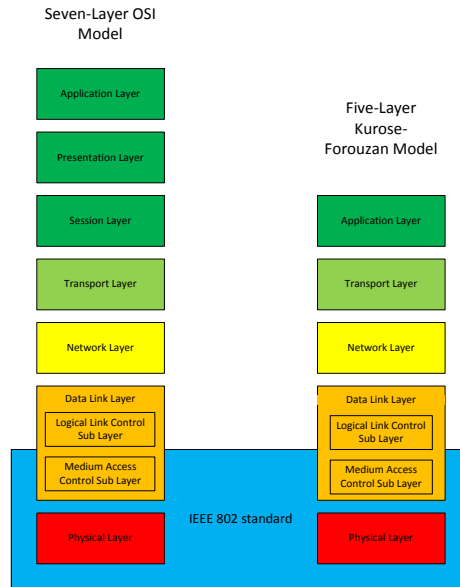 Seven-Layer OSI
Model
Application Layer
Presentation Layer
Session Layer
Transport Layer
Network Layer
Data Link Layer
Logical Link Control
Sub Layer
Medium Access
Control Sub Layer
Physical Layer
IEEE 802 standard
Five-Layer
Kurose-
Forouzan Model
Application Layer
Transport Layer
Network Layer
Data Link Layer
Logical Link Control
Sub Layer
Medium Access
Control Sub Layer
Physical Layer